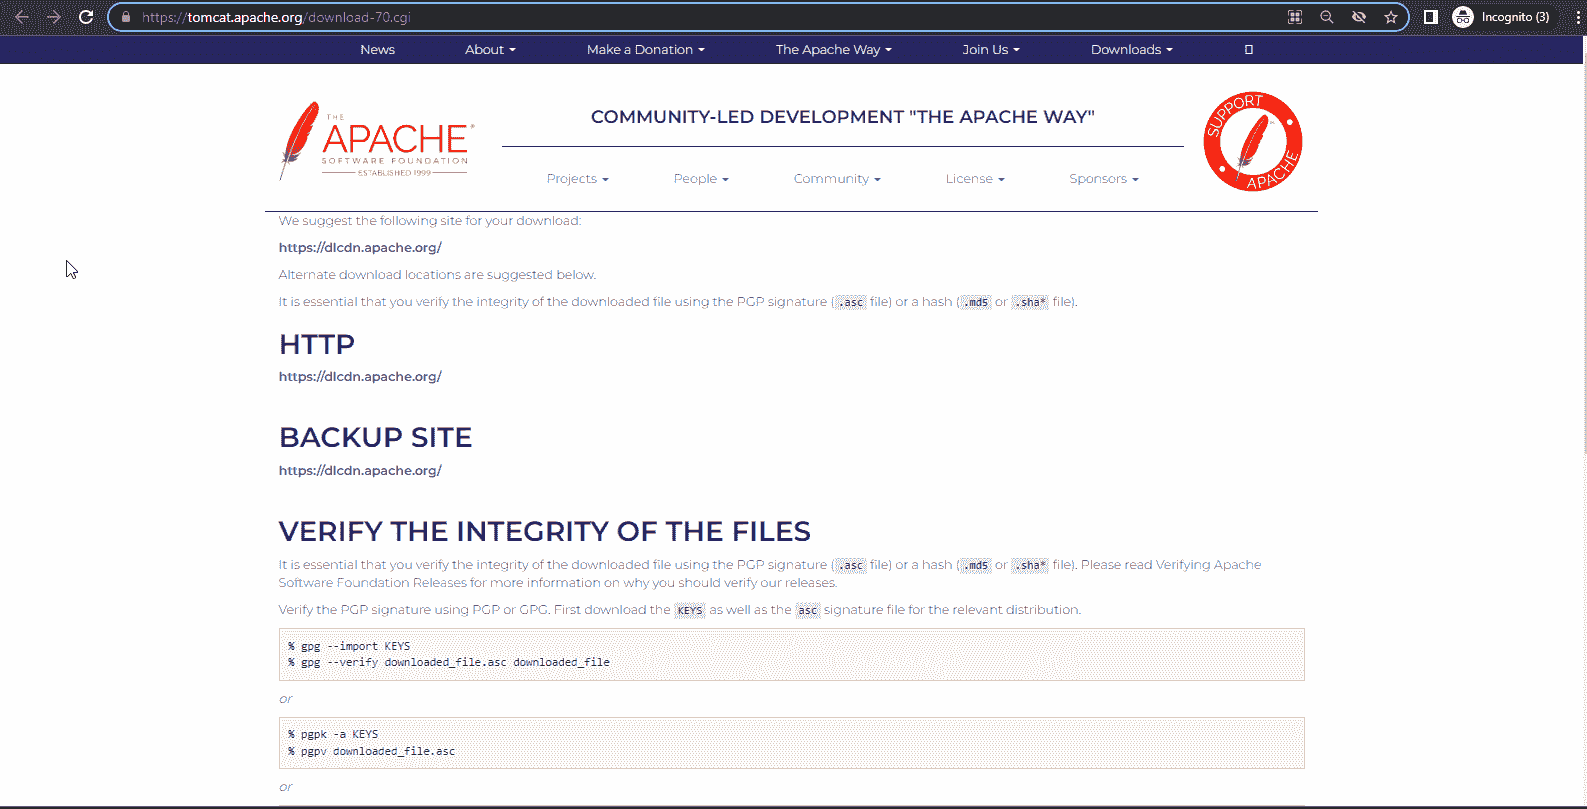 https://tomcat.apache.org/download-70.cgi
Incognito (3)
News About Make a Donation The Apache Way Join Us Downloads
THE
APACHE®
SOFTWARE FOUNDATION
ESTABLISHED 1999
COMMUNITY-LED DEVELOPMENT "THE APACHE WAY"
Projects People Community License Sponsors
SUPPORT
APACHE
We suggest the following site for your download:
https://dlcdn.apache.org/
Alternate download locations are suggested below.
It is essential that you verify the integrity of the downloaded file using the PGP signature (.asc file) or a hash (.md5 or .sha* file).
HTTP
https://dlcdn.apache.org/
BACKUP SITE
https://dlcdn.apache.org/
VERIFY THE INTEGRITY OF THE FILES
It is essential that you verify the integrity of the downloaded file using the PGP signature (.asc file) or a hash (.md5 or .sha* file). Please read Verifying Apache
Software Foundation Releases for more information on why you should verify our releases.
Verify the PGP signature using PGP or GPG. First download the KEYS as well as the asc signature file for the relevant distribution.
% gpg --import KEYS
% gpg --verify downloaded_file.asc downloaded_file
or
% pgpk -a KEYS
% pgpv downloaded_file.asc
or